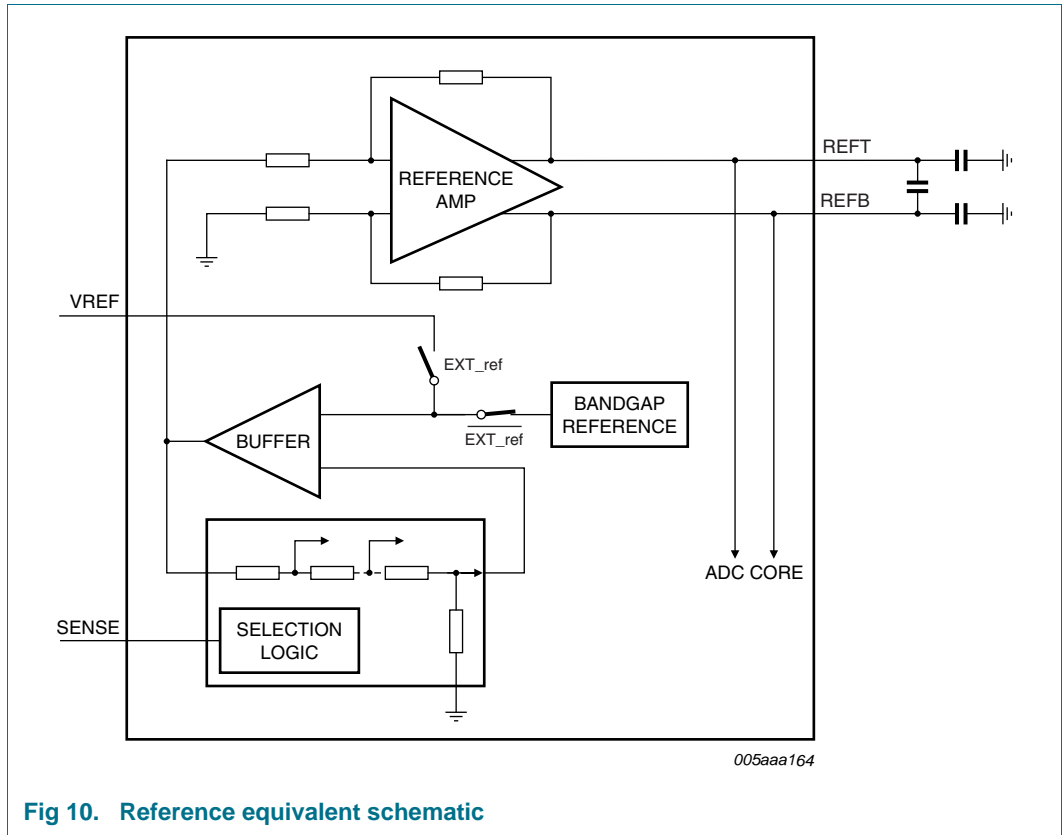 REFERENCE
AMP
REFT
REFB
VREF
EXT_ref
BANDGAP
REFERENCE
EXT_ref
BUFFER
ADC CORE
SENSE
SELECTION
LOGIC
005aaa164
Fig 10. Reference equivalent schematic